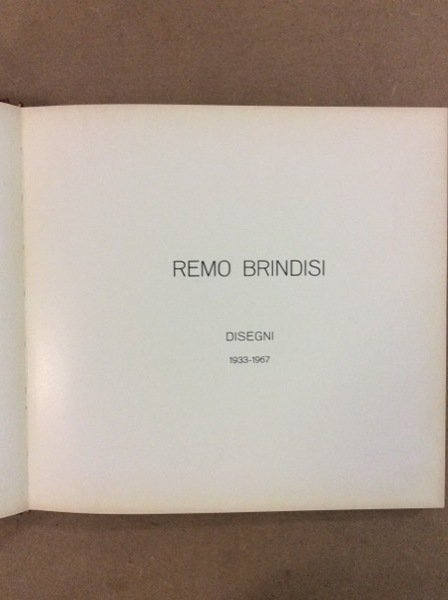 REMO BRINDISI
DISEGNI
1933-1967